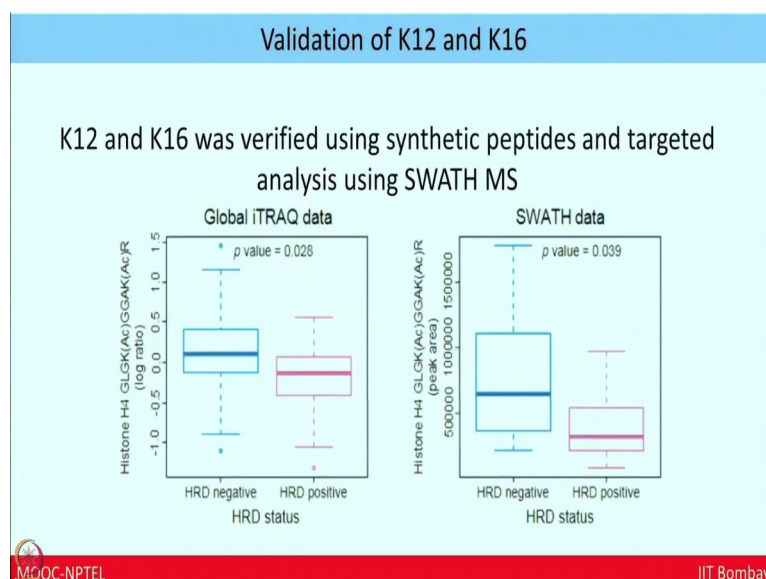 Validation of K12 and K16
K12 and K16 was verified using synthetic peptides and targeted
analysis using SWATH MS
Global iTRAQ data
p value = 0.028
Histone H4 GLGK(Ac)GGAK(Ac)R
(log ratio)
1.5
1.0
0.5
0.0
-0.5
-1.0
HRD negative HRD positive
HRD status
SWATH data
p value = 0.039
Histone H4 GLGK(Ac)GGAK(Ac)R
(peak area)
1500000
1000000
500000
HRD negative HRD positive
HRD status
MOOC-NPTEL
IIT Bombay